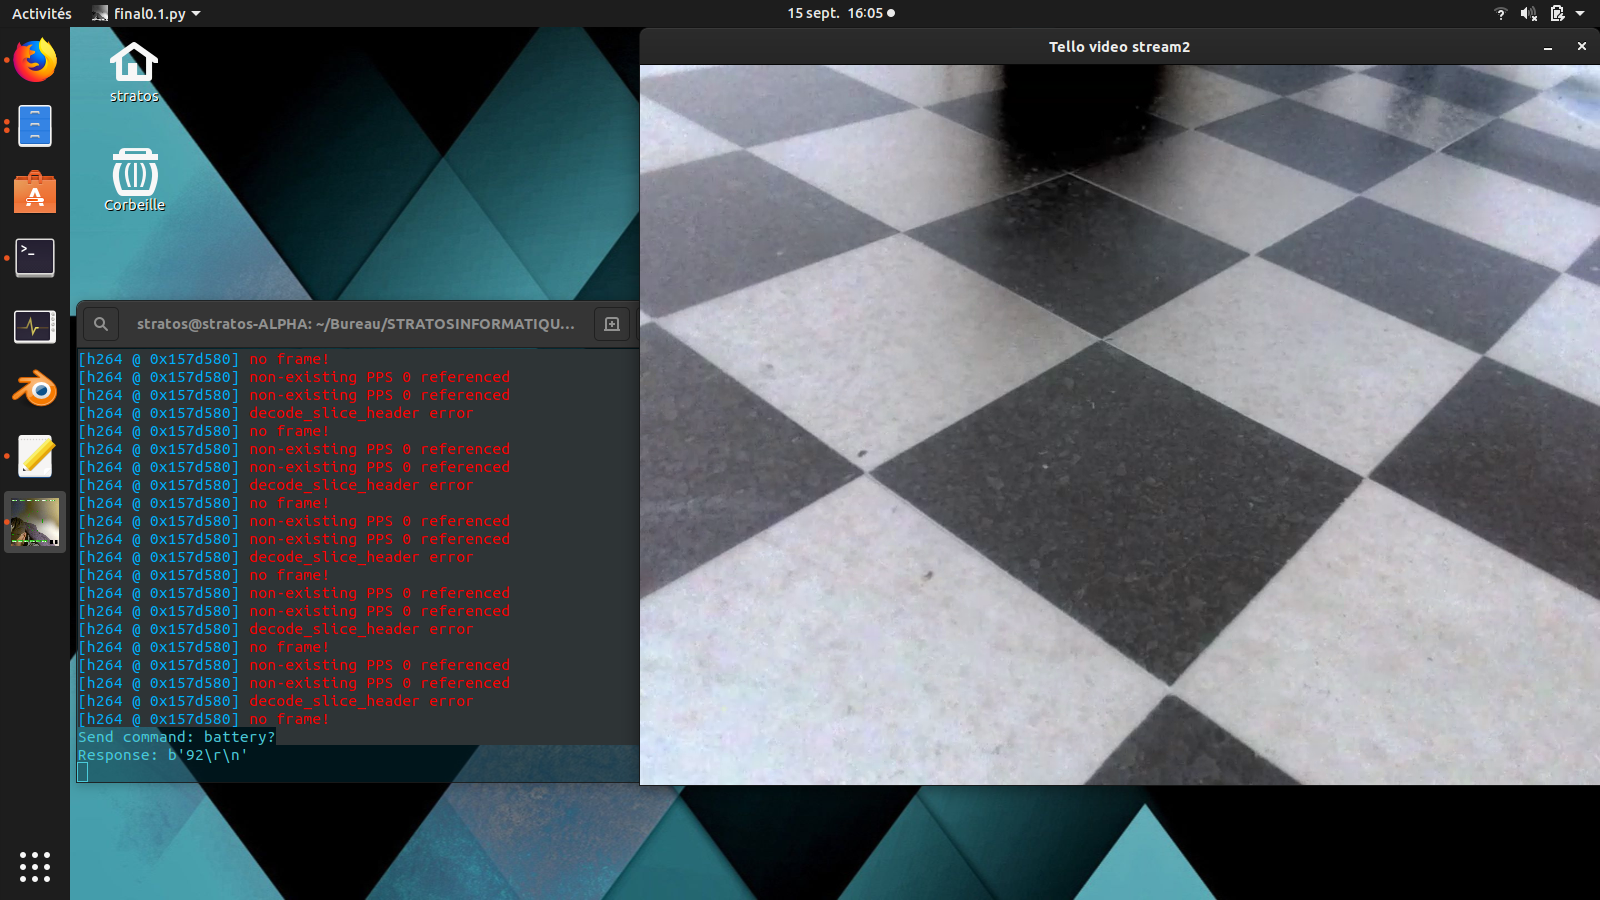 Activités
final0.1.py
15 sept. 16:05
Tello video stream2
stratos
Corbeille
stratos@stratos-ALPHA: ~/Bureau/STRATOSINFORMATIQU...
[h264 @ 0x157d580] no frame!
[h264 @ 0x157d580] non-existing PPS 0 referenced
[h264 @ 0x157d580] non-existing PPS 0 referenced
[h264 @ 0x157d580] decode_slice_header error
[h264 @ 0x157d580] no frame!
[h264 @ 0x157d580] non-existing PPS 0 referenced
[h264 @ 0x157d580] non-existing PPS 0 referenced
[h264 @ 0x157d580] decode_slice_header error
[h264 @ 0x157d580] no frame!
[h264 @ 0x157d580] non-existing PPS 0 referenced
[h264 @ 0x157d580] non-existing PPS 0 referenced
[h264 @ 0x157d580] decode_slice_header error
[h264 @ 0x157d580] no frame!
[h264 @ 0x157d580] non-existing PPS 0 referenced
[h264 @ 0x157d580] non-existing PPS 0 referenced
[h264 @ 0x157d580] decode_slice_header error
[h264 @ 0x157d580] no frame!
[h264 @ 0x157d580] non-existing PPS 0 referenced
[h264 @ 0x157d580] non-existing PPS 0 referenced
[h264 @ 0x157d580] decode_slice_header error
[h264 @ 0x157d580] no frame!
Send command: battery?
Response: b'92\r\n'